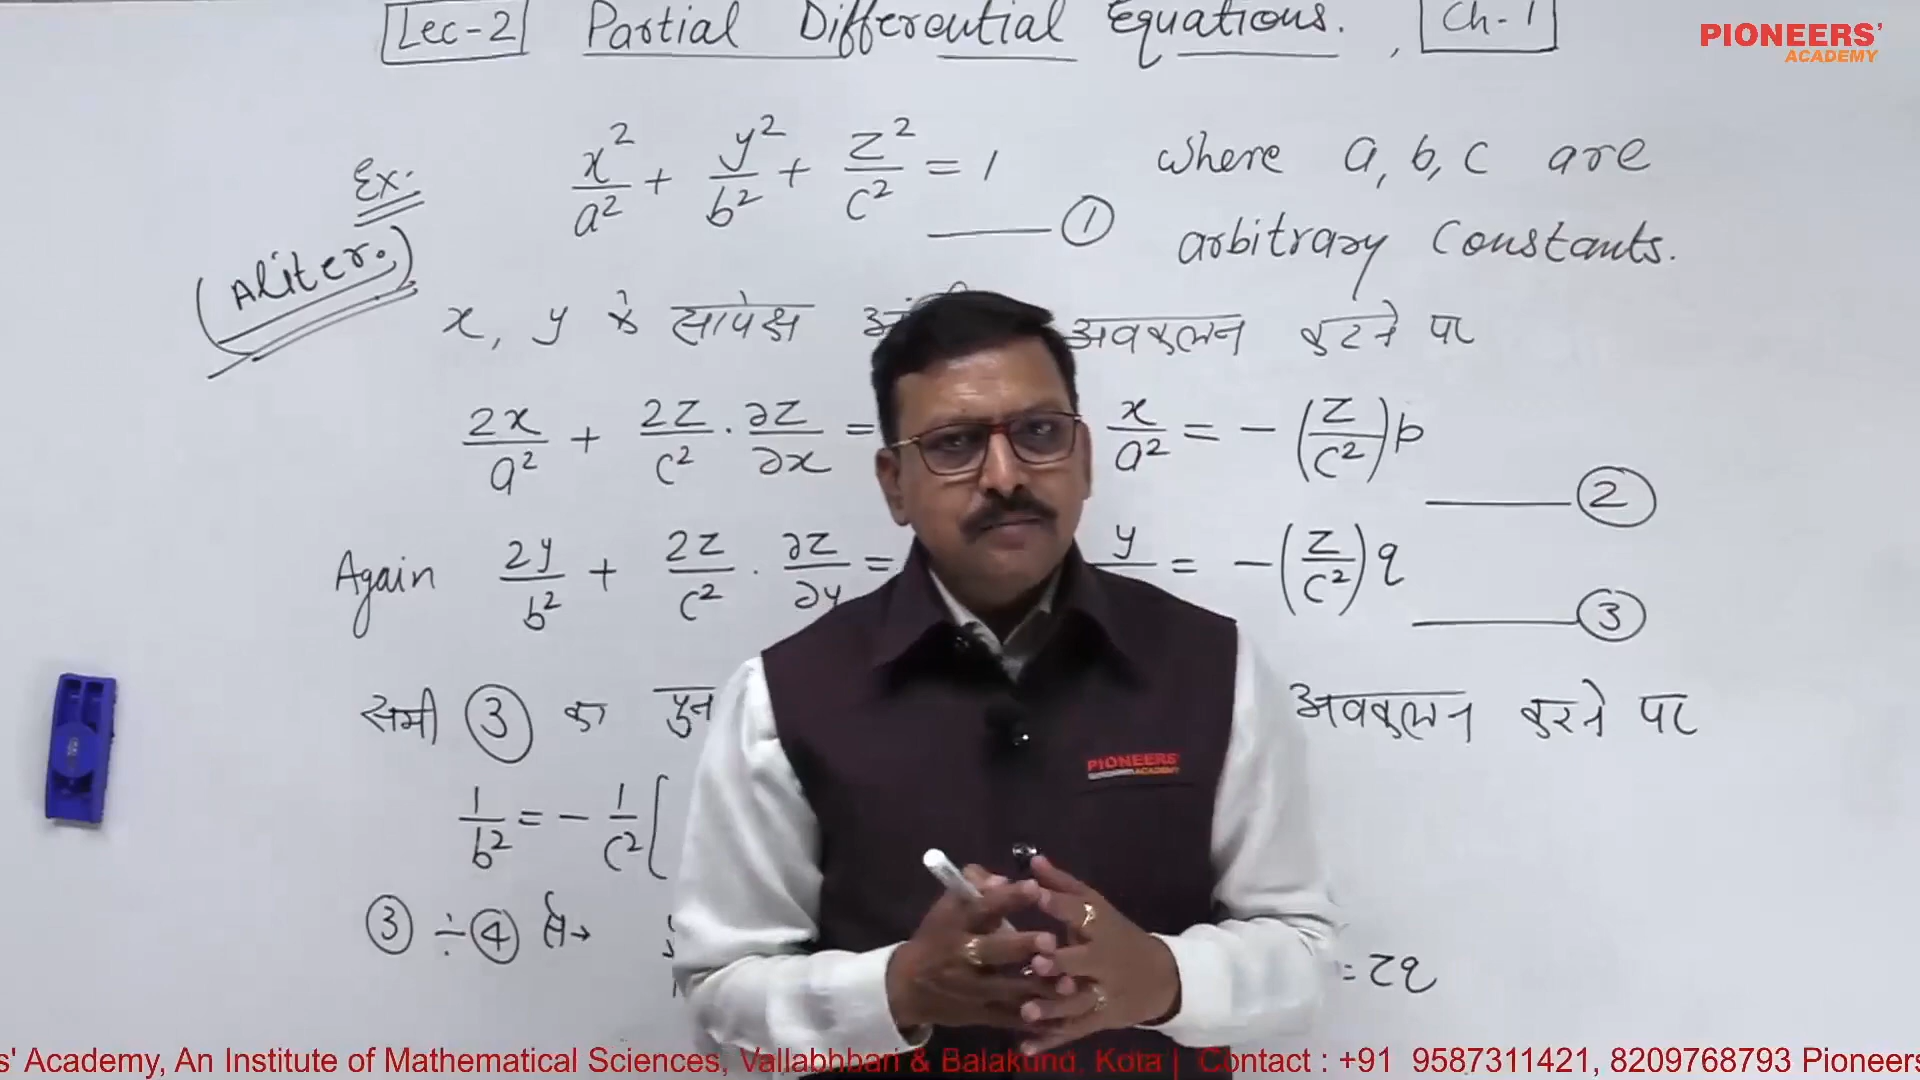 Lec-2 Partial Differential Equations. , Ch-1
PIONEERS'
ACADEMY
Ex. x²/a² + y²/b² + z²/c² = 1 ——— ① where a, b, c are
arbitrary Constants.
(Aliter.)
x, y के सापेक्ष अवकलन करने पर
2x/a² + 2z/c² . ∂z/∂x = x/a² = - (z/c²) p ——— ②
Again 2y/b² + 2z/c² . ∂z/∂y = y = - (z/c²) q ——— ③
समी ③ का पुन अवकलन करने पर
1/b² = - 1/c² [
③ ÷ ④ से→ = zq
PIONEERS'
ACADEMY
s' Academy, An Institute of Mathematical Sciences, Vallabhbari & Balakund, Kota | Contact : +91 9587311421, 8209768793 Pioneers